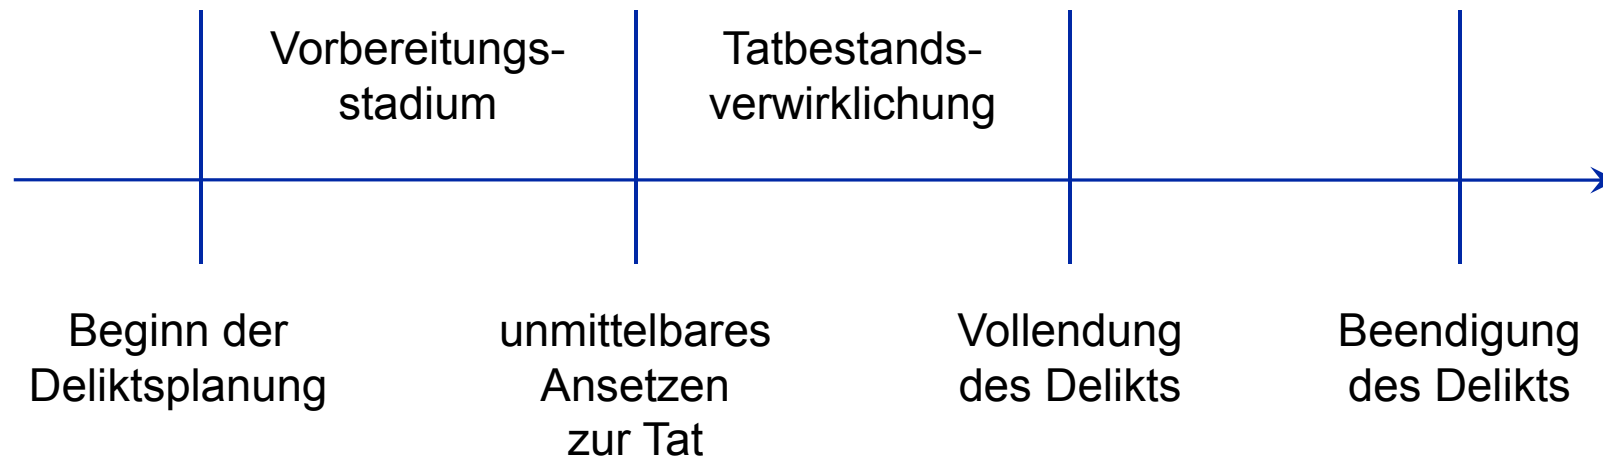 Vorbereitungs-
stadium
Tatbestands-
verwirklichung
Beginn der
Deliktsplanung
unmittelbares
Ansetzen
zur Tat
Vollendung
des Delikts
Beendigung
des Delikts